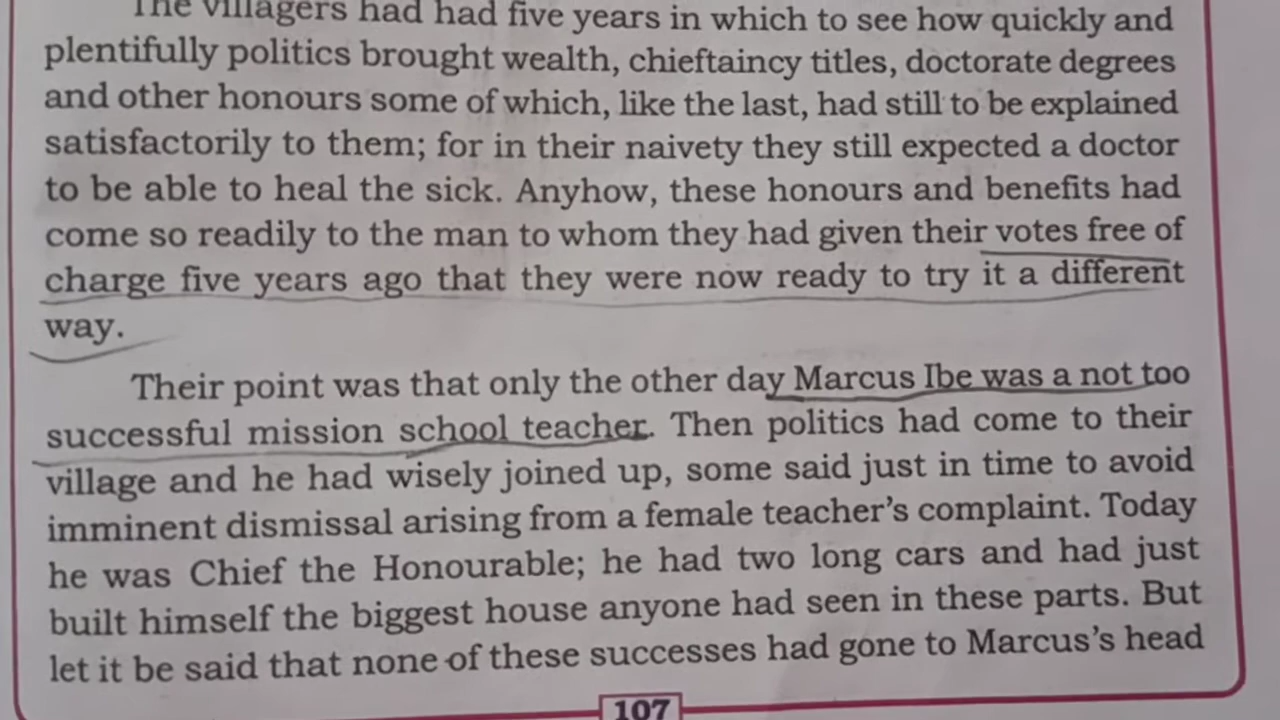 The villagers had had five years in which to see how quickly and
plentifully politics brought wealth, chieftaincy titles, doctorate degrees
and other honours some of which, like the last, had still to be explained
satisfactorily to them; for in their naivety they still expected a doctor
to be able to heal the sick. Anyhow, these honours and benefits had
come so readily to the man to whom they had given their votes free of
charge five years ago that they were now ready to try it a different
way.
Their point was that only the other day Marcus Ibe was a not too
successful mission school teacher. Then politics had come to their
village and he had wisely joined up, some said just in time to avoid
imminent dismissal arising from a female teacher's complaint. Today
he was Chief the Honourable; he had two long cars and had just
built himself the biggest house anyone had seen in these parts. But
let it be said that none of these successes had gone to Marcus's head
107